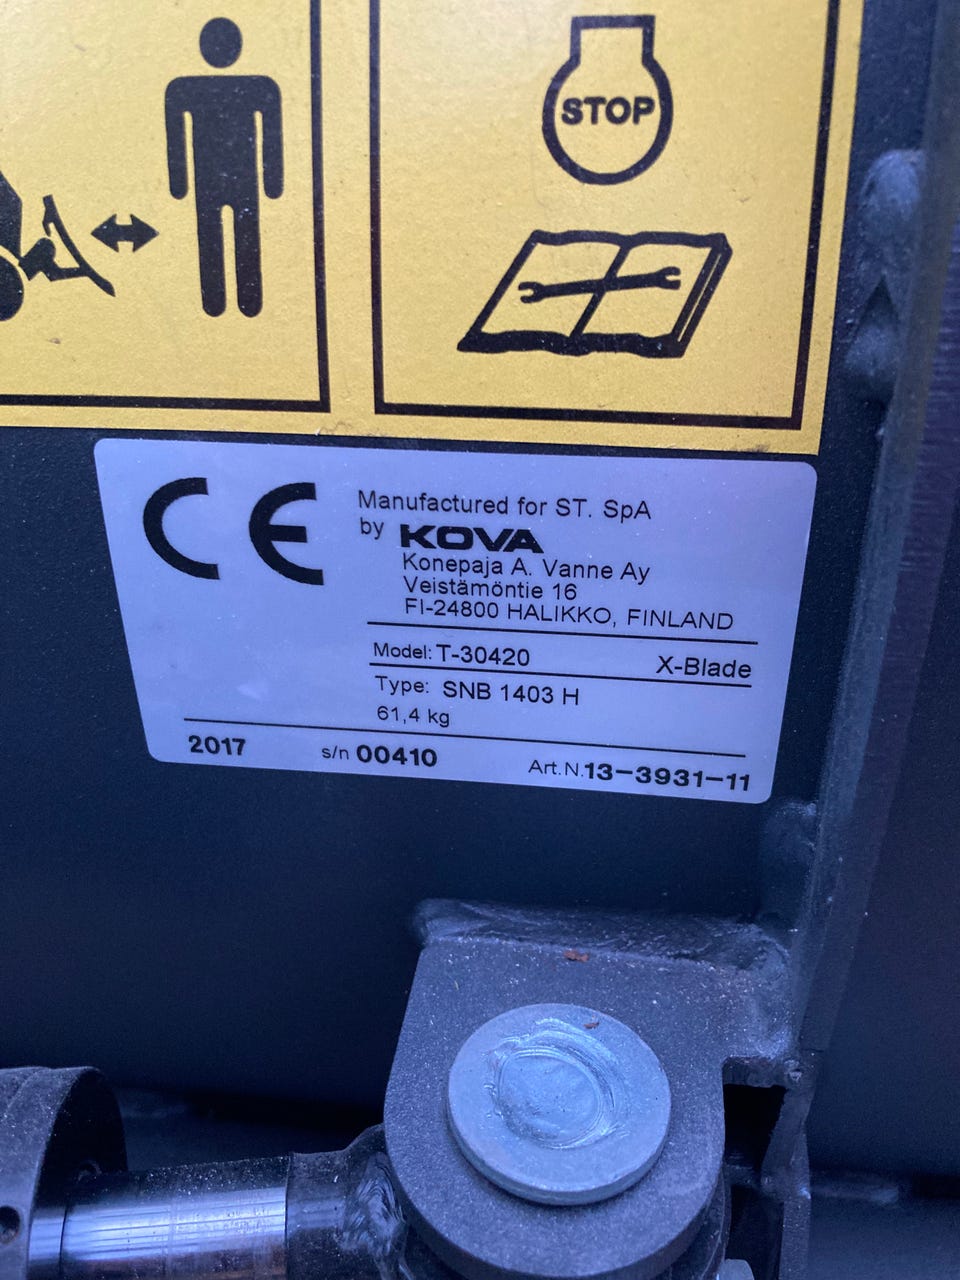 STOP
CE
Manufactured for ST. SpA
by KOVA
Konepaja A. Vanne Ay
Veistämöntie 16
FI-24800 HALIKKO, FINLAND
Model: T-30420 X-Blade
Type: SNB 1403 H
61,4 kg
2017 s/n 00410 Art.N.13-3931-11